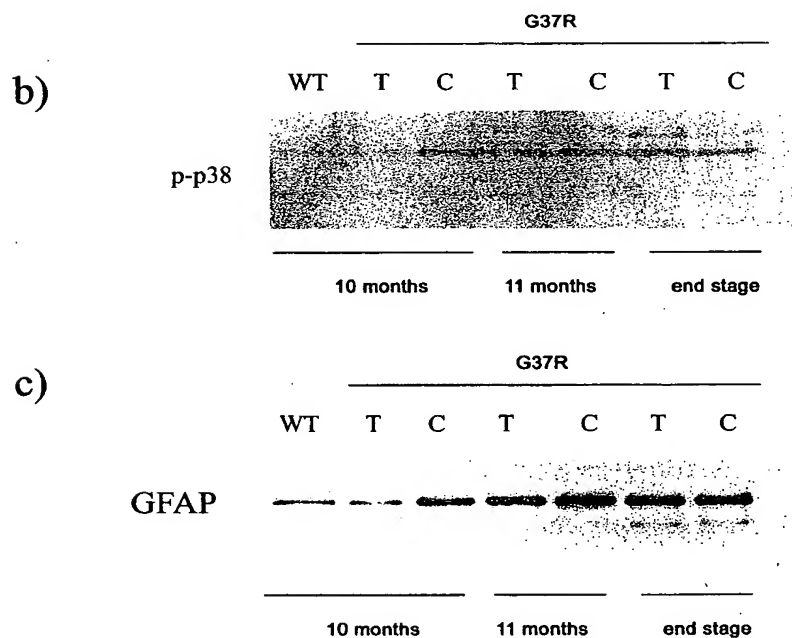 G37R
b)
WT T C T C T C
p-p38
10 months 11 months end stage
G37R
c)
WT T C T C T C
GFAP
10 months 11 months end stage